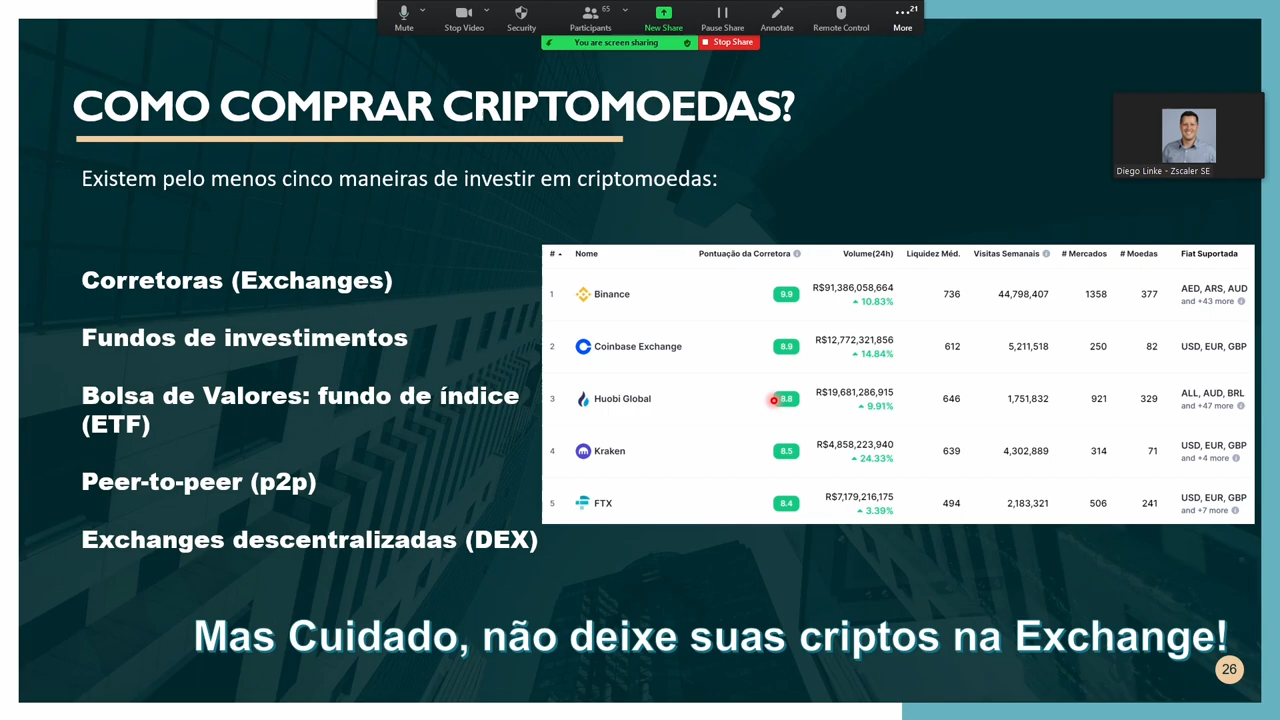 Mute
Stop Video
Security
Participants
65
New Share
Pause Share
Annotate
Remote Control
More
21
You are screen sharing
Stop Share
COMO COMPRAR CRIPTOMOEDAS?
Diego Linke - Zscaler SE
Existem pelo menos cinco maneiras de investir em criptomoedas:
Corretoras (Exchanges)
Fundos de investimentos
Bolsa de Valores: fundo de índice
(ETF)
Peer-to-peer (p2p)
Exchanges descentralizadas (DEX)
# Nome Pontuação da Corretora Volume(24h) Liquidez Méd. Visitas Semanais # Mercados # Moedas Fiat Suportada
1 Binance 9.9 R$91,386,058,664 736 44,798,407 1358 377 AED, ARS, AUD
10.83% and +43 more
2 Coinbase Exchange 8.9 R$12,772,321,856 612 5,211,518 250 82 USD, EUR, GBP
14.84%
3 Huobi Global 8.8 R$19,681,286,915 646 1,751,832 921 329 ALL, AUD, BRL
9.91% and +47 more
4 Kraken 8.5 R$4,858,223,940 639 4,302,889 314 71 USD, EUR, GBP
24.33% and +4 more
5 FTX 8.4 R$7,179,216,175 494 2,183,321 506 241 USD, EUR, GBP
3.39% and +7 more
Mas Cuidado, não deixe suas criptos na Exchange!
26